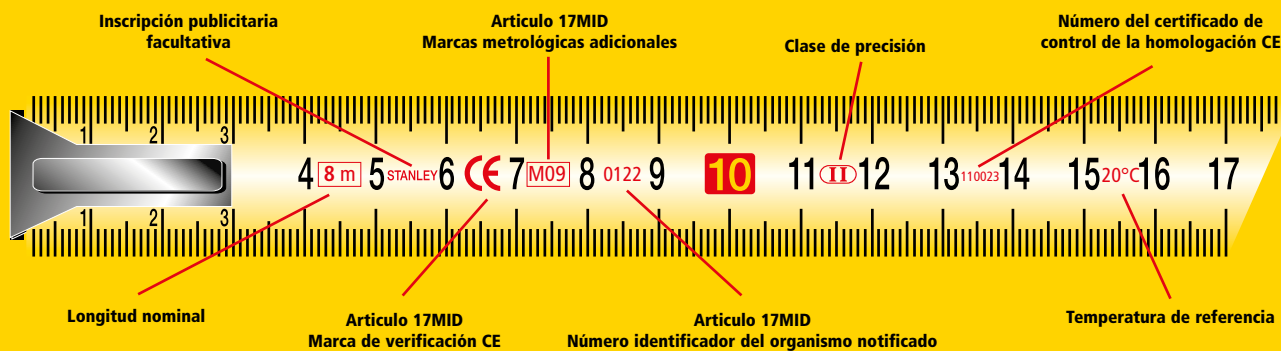 Inscripción publicitaria
facultativa
Articulo 17MID
Marcas metrológicas adicionales
Clase de precisión
Número del certificado de
control de la homologación CE
1 2 3
4 8 m 5 STANLEY 6 CE 7 M09 8 0122 9 10 11 II 12 13 110023 14 15 20°C 16 17
1 2 3
Longitud nominal
Articulo 17MID
Marca de verificación CE
Articulo 17MID
Número identificador del organismo notificado
Temperatura de referencia